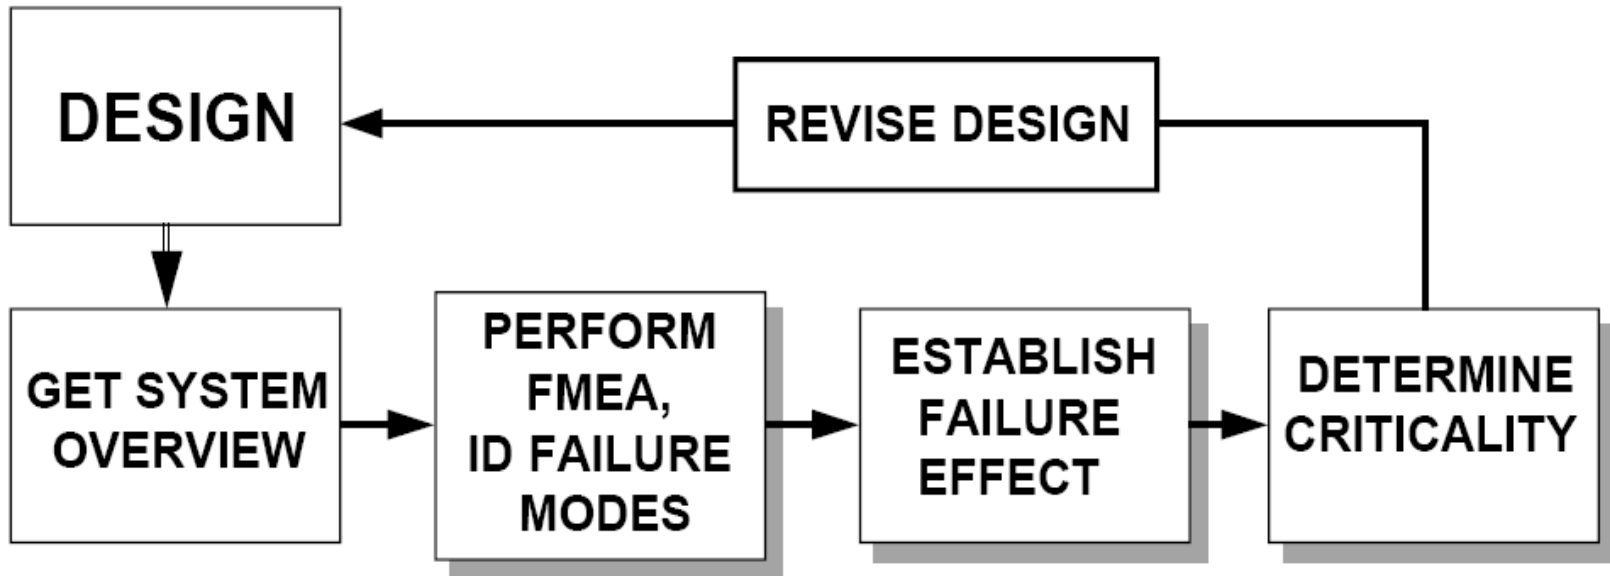 DESIGN
REVISE DESIGN
GET SYSTEM
OVERVIEW
PERFORM
FMEA,
ID FAILURE
MODES
ESTABLISH
FAILURE
EFFECT
DETERMINE
CRITICALITY